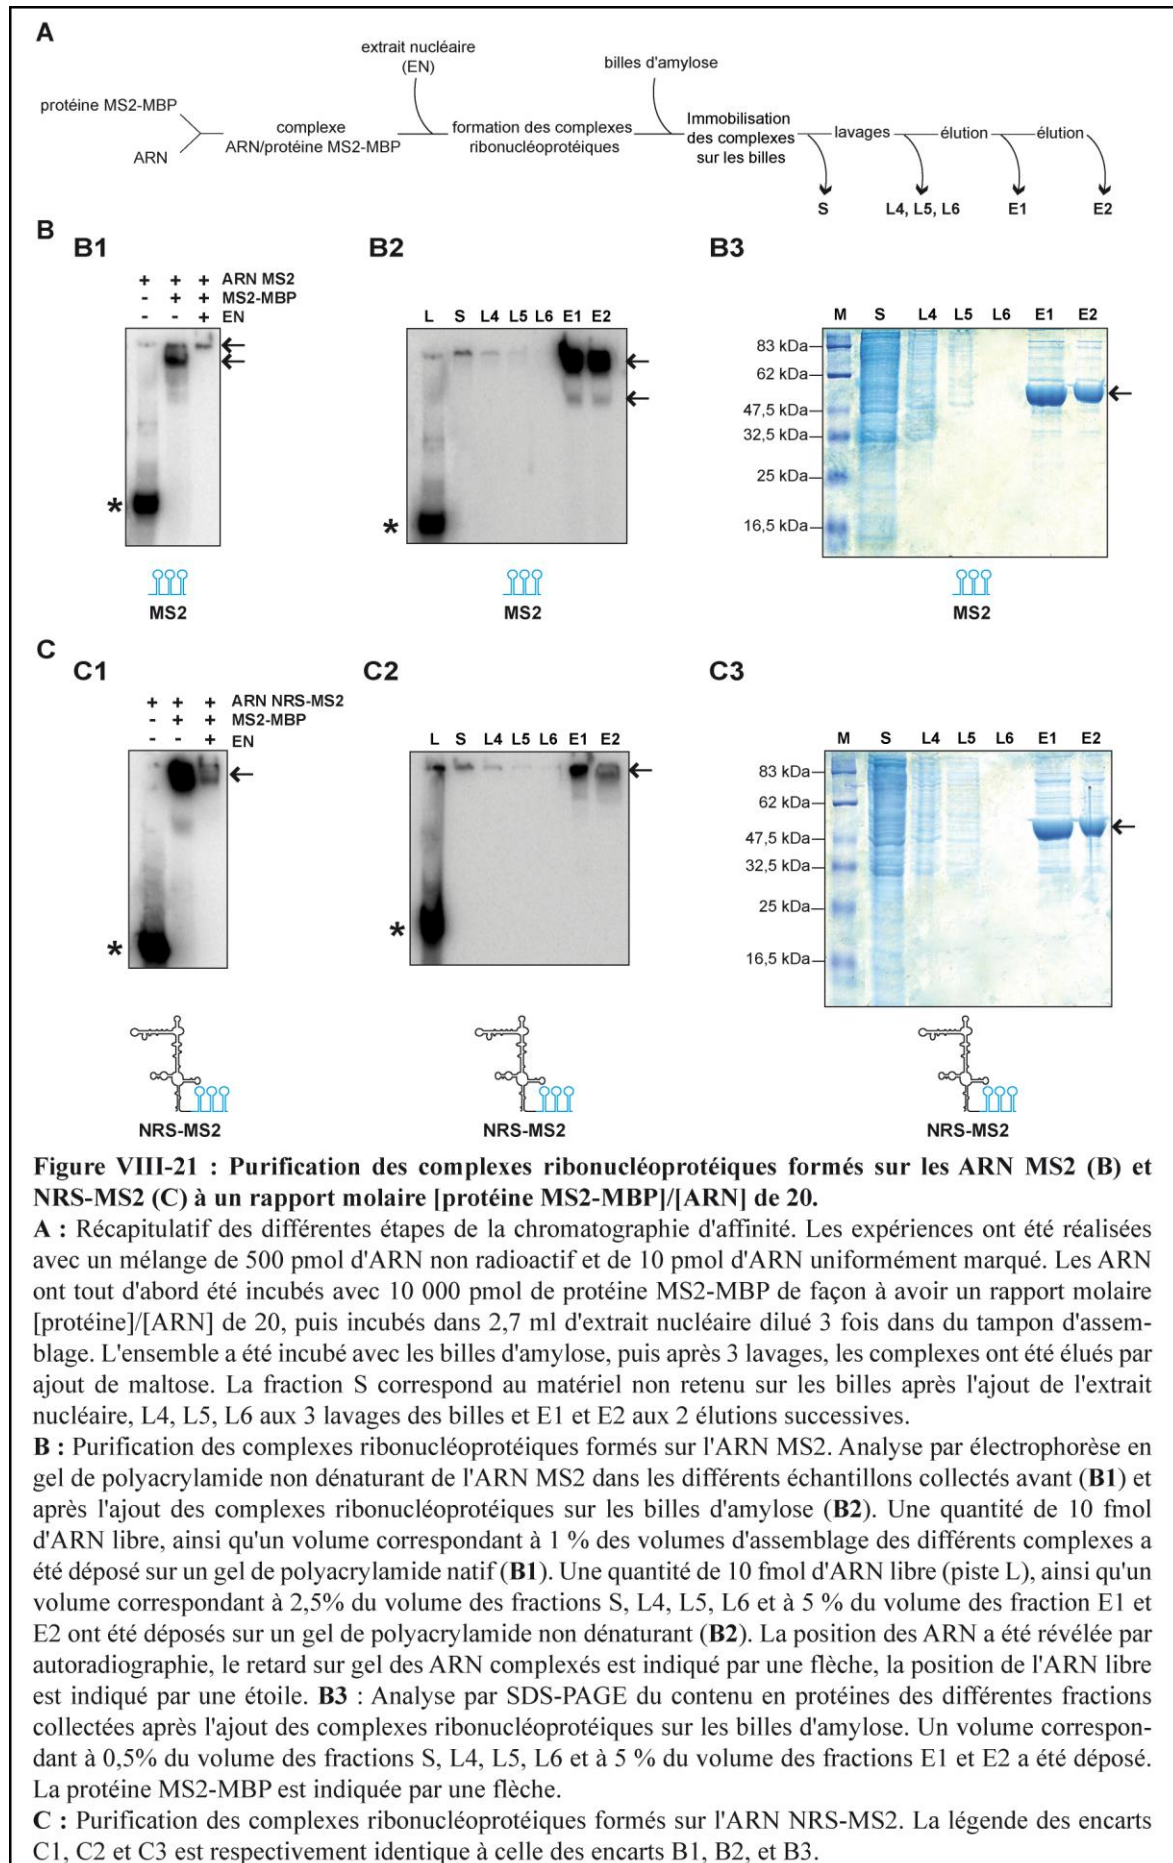 A
extrait nucléaire
(EN)
billes d'amylose
protéine MS2-MBP
ARN
complexe
ARN/protéine MS2-MBP
formation des complexes
ribonucléoprotéiques
Immobilisation
des complexes
sur les billes
lavages
élution
élution
S
L4, L5, L6
E1
E2
B
B1
+ + + ARN MS2
- + + MS2-MBP
- - + EN
*
MS2
B2
L S L4 L5 L6 E1 E2
*
MS2
B3
M S L4 L5 L6 E1 E2
83 kDa
62 kDa
47,5 kDa
32,5 kDa
25 kDa
16,5 kDa
MS2
C
C1
+ + + ARN NRS-MS2
- + + MS2-MBP
- - + EN
*
NRS-MS2
C2
L S L4 L5 L6 E1 E2
*
NRS-MS2
C3
M S L4 L5 L6 E1 E2
83 kDa
62 kDa
47,5 kDa
32,5 kDa
25 kDa
16,5 kDa
NRS-MS2
Figure VIII-21 : Purification des complexes ribonucléoprotéiques formés sur les ARN MS2 (B) et
NRS-MS2 (C) à un rapport molaire [protéine MS2-MBP]/[ARN] de 20.
A : Récapitulatif des différentes étapes de la chromatographie d'affinité. Les expériences ont été réalisées
avec un mélange de 500 pmol d'ARN non radioactif et de 10 pmol d'ARN uniformément marqué. Les ARN
ont tout d'abord été incubés avec 10 000 pmol de protéine MS2-MBP de façon à avoir un rapport molaire
[protéine]/[ARN] de 20, puis incubés dans 2,7 ml d'extrait nucléaire dilué 3 fois dans du tampon d'assem-
blage. L'ensemble a été incubé avec les billes d'amylose, puis après 3 lavages, les complexes ont été élués par
ajout de maltose. La fraction S correspond au matériel non retenu sur les billes après l'ajout de l'extrait
nucléaire, L4, L5, L6 aux 3 lavages des billes et E1 et E2 aux 2 élutions successives.
B : Purification des complexes ribonucléoprotéiques formés sur l'ARN MS2. Analyse par électrophorèse en
gel de polyacrylamide non dénaturant de l'ARN MS2 dans les différents échantillons collectés avant (B1) et
après l'ajout des complexes ribonucléoprotéiques sur les billes d'amylose (B2). Une quantité de 10 fmol
d'ARN libre, ainsi qu'un volume correspondant à 1 % des volumes d'assemblage des différents complexes a
été déposé sur un gel de polyacrylamide natif (B1). Une quantité de 10 fmol d'ARN libre (piste L), ainsi qu'un
volume correspondant à 2,5% du volume des fractions S, L4, L5, L6 et à 5 % du volume des fraction E1 et
E2 ont été déposés sur un gel de polyacrylamide non dénaturant (B2). La position des ARN a été révélée par
autoradiographie, le retard sur gel des ARN complexés est indiqué par une flèche, la position de l'ARN libre
est indiqué par une étoile. B3 : Analyse par SDS-PAGE du contenu en protéines des différentes fractions
collectées après l'ajout des complexes ribonucléoprotéiques sur les billes d'amylose. Un volume correspon-
dant à 0,5% du volume des fractions S, L4, L5, L6 et à 5 % du volume des fractions E1 et E2 a été déposé.
La protéine MS2-MBP est indiquée par une flèche.
C : Purification des complexes ribonucléoprotéiques formés sur l'ARN NRS-MS2. La légende des encarts
C1, C2 et C3 est respectivement identique à celle des encarts B1, B2, et B3.